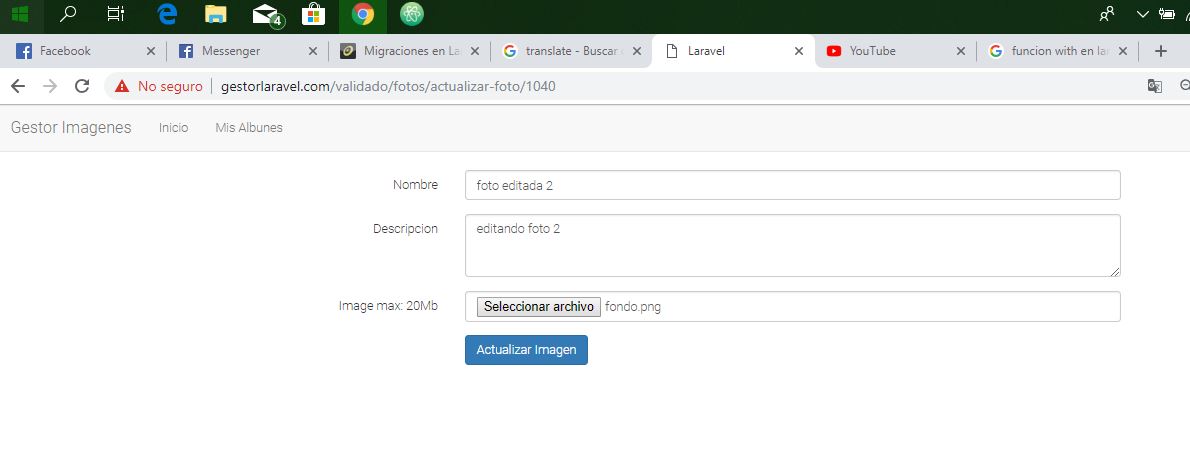 4
Facebook
Messenger
Migraciones en La
translate - Buscar
Laravel
YouTube
funcion with en lar
No seguro | gestorlaravel.com/validado/fotos/actualizar-foto/1040
Gestor Imagenes Inicio Mis Albunes
Nombre foto editada 2
Descripcion editando foto 2
Image max: 20Mb Seleccionar archivo fondo.png
Actualizar Imagen